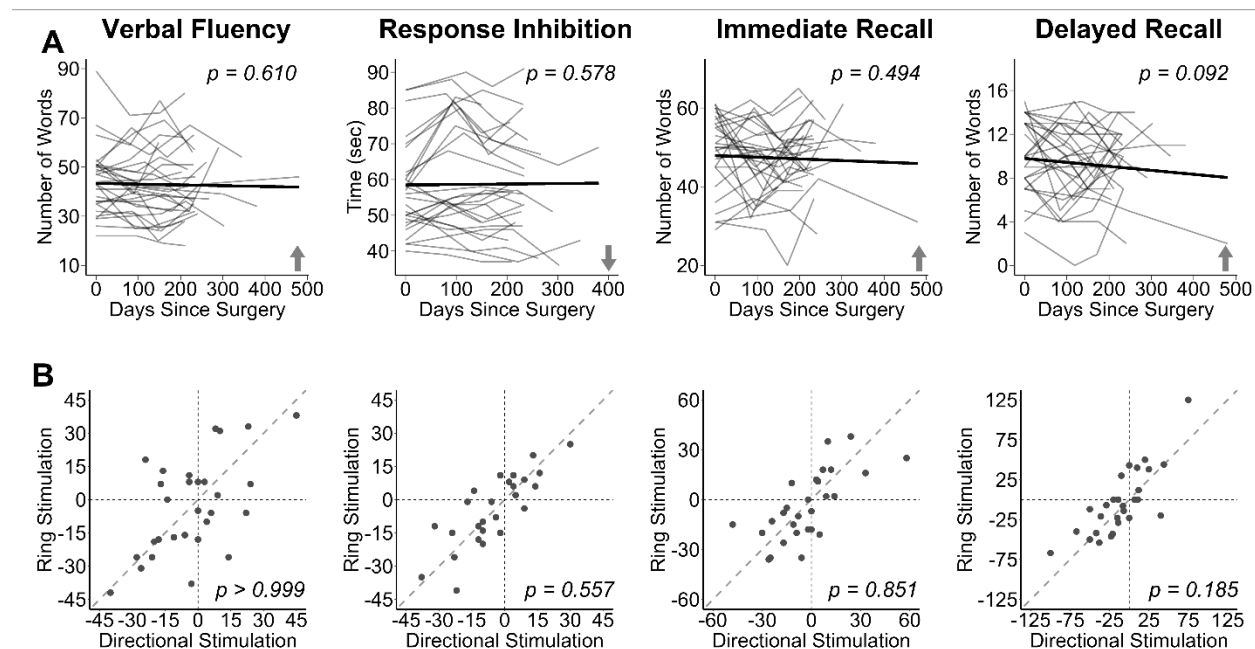 A
Verbal Fluency
Response Inhibition
Immediate Recall
Delayed Recall
p = 0.610
p = 0.578
p = 0.494
p = 0.092
Number of Words
90
70
50
30
10
0 100 200 300 400 500
Days Since Surgery
Time (sec)
90
80
70
60
50
40
0 100 200 300 400
Days Since Surgery
Number of Words
60
40
20
0 100 200 300 400 500
Days Since Surgery
Number of Words
16
12
8
4
0
0 100 200 300 400 500
Days Since Surgery
B
Ring Stimulation
45
30
15
0
-15
-30
-45
-45 -30 -15 0 15 30 45
Directional Stimulation
p > 0.999
Ring Stimulation
45
30
15
0
-15
-30
-45
-45 -30 -15 0 15 30 45
Directional Stimulation
p = 0.557
Ring Stimulation
60
30
0
-30
-60
-60 -30 0 30 60
Directional Stimulation
p = 0.851
Ring Stimulation
125
75
25
-25
-75
-125
-125 -75 -25 25 75 125
Directional Stimulation
p = 0.185